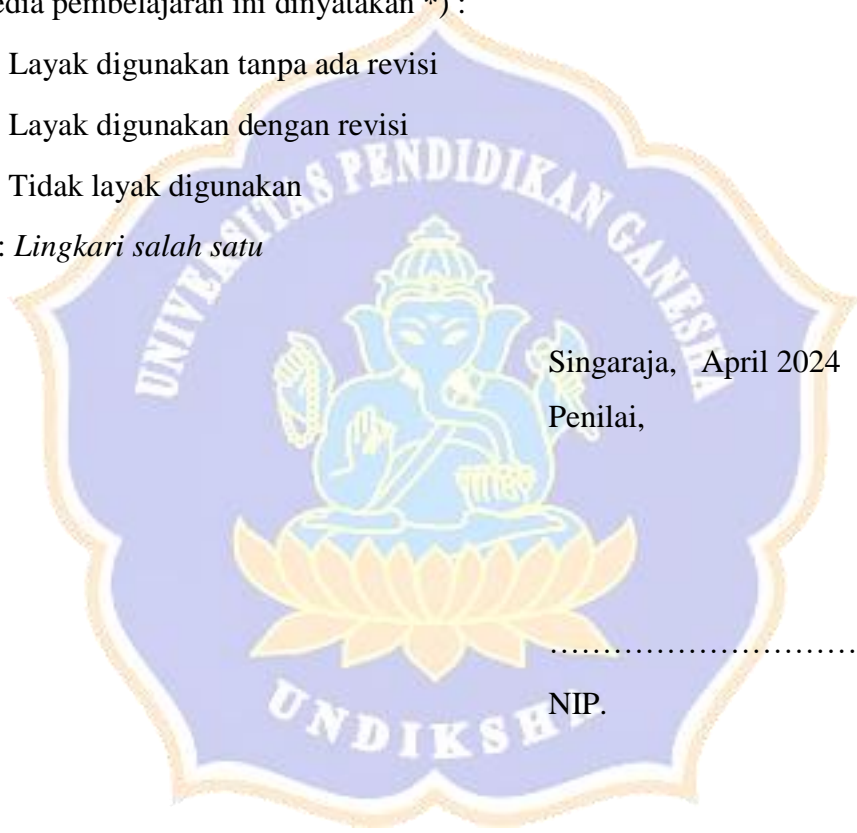 edia pembelajaran ini dinyatakan *) :
Layak digunakan tanpa ada revisi
Layak digunakan dengan revisi
Tidak layak digunakan
: Lingkari salah satu
UNIVERSITAS PENDIDIKAN GANESHA
Singaraja, April 2024
Penilai,
…………………………
NIP.
UNDIKSHA